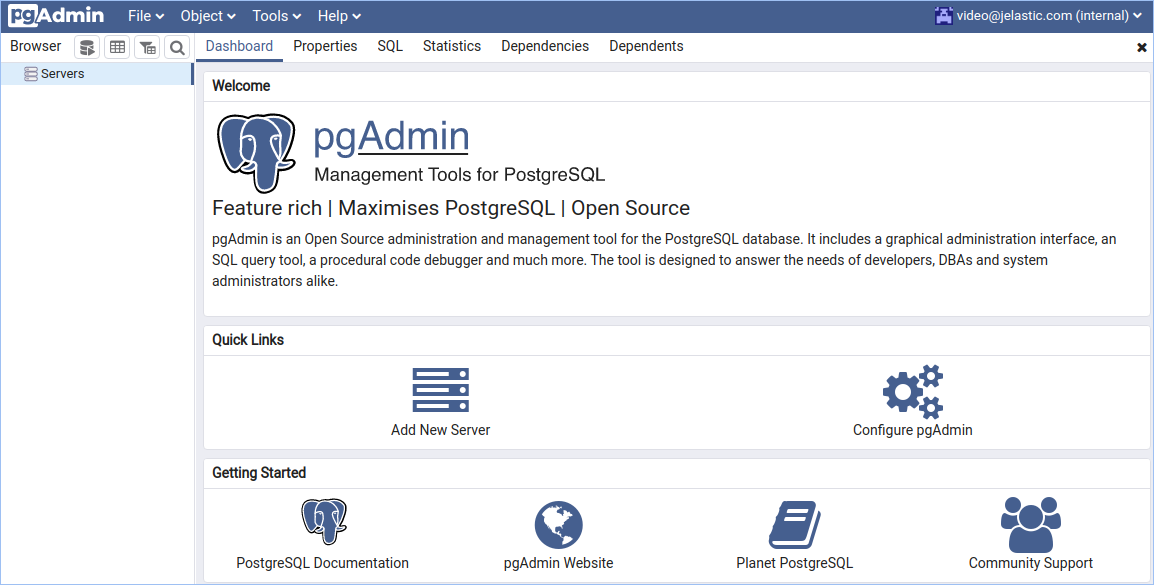 pgAdmin File Object Tools Help video@jelastic.com (internal)
Browser Dashboard Properties SQL Statistics Dependencies Dependents
Servers
Welcome
pgAdmin
Management Tools for PostgreSQL
Feature rich | Maximises PostgreSQL | Open Source
pgAdmin is an Open Source administration and management tool for the PostgreSQL database. It includes a graphical administration interface, an
SQL query tool, a procedural code debugger and much more. The tool is designed to answer the needs of developers, DBAs and system
administrators alike.
Quick Links
Add New Server Configure pgAdmin
Getting Started
PostgreSQL Documentation pgAdmin Website Planet PostgreSQL Community Support